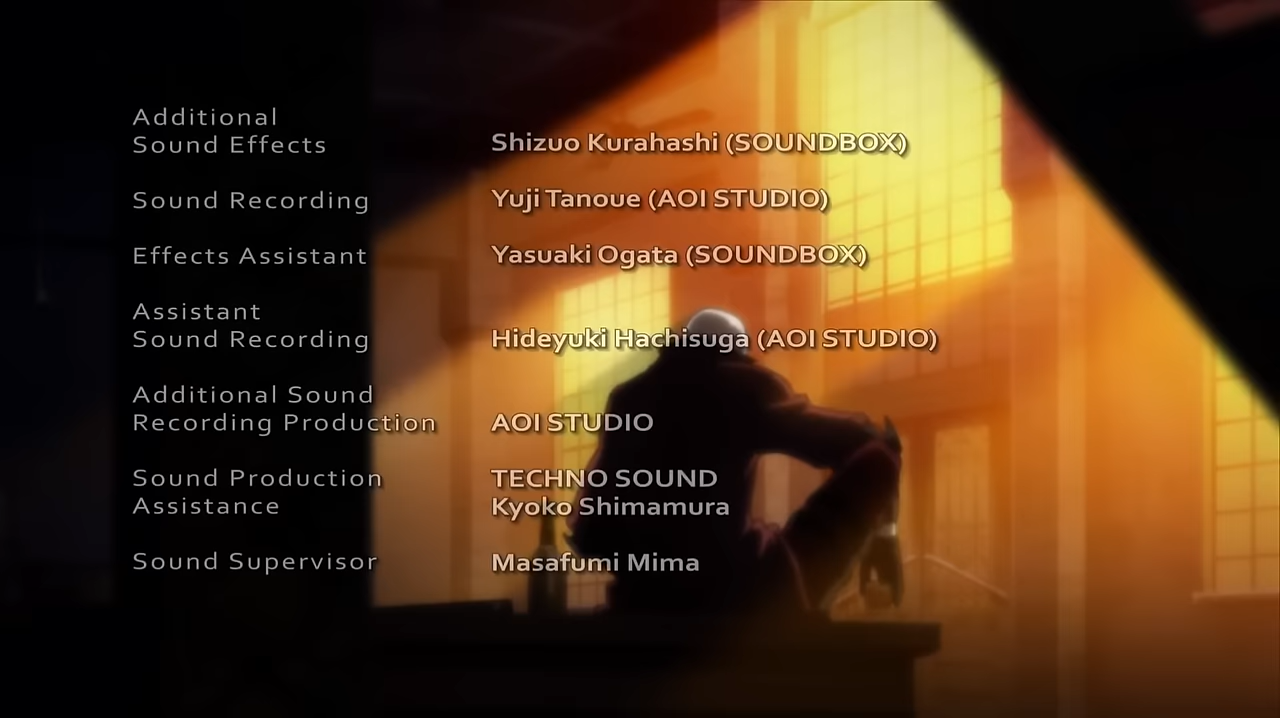 Additional
Sound Effects Shizuo Kurahashi (SOUNDBOX)
Sound Recording Yuji Tanoue (AOI STUDIO)
Effects Assistant Yasuaki Ogata (SOUNDBOX)
Assistant
Sound Recording Hideyuki Hachisuga (AOI STUDIO)
Additional Sound
Recording Production AOI STUDIO
Sound Production TECHNO SOUND
Assistance Kyoko Shimamura
Sound Supervisor Masafumi Mima